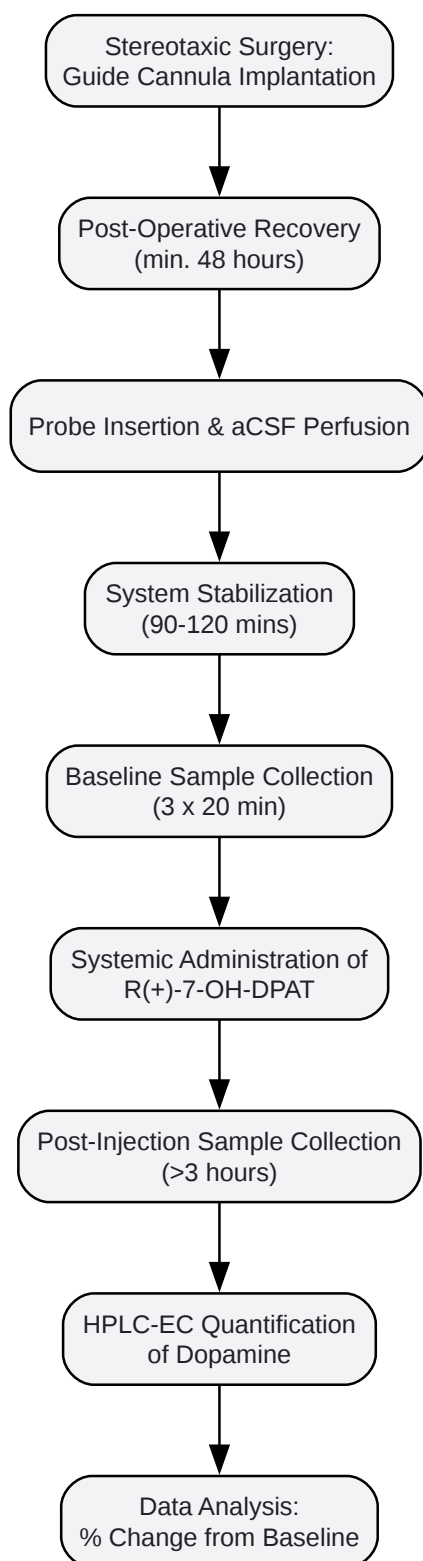 Stereotaxic Surgery:
Guide Cannula Implantation
Post-Operative Recovery
(min. 48 hours)
Probe Insertion & aCSF Perfusion
System Stabilization
(90-120 mins)
Baseline Sample Collection
(3 x 20 min)
Systemic Administration of
R(+)-7-OH-DPAT
Post-Injection Sample Collection
(>3 hours)
HPLC-EC Quantification
of Dopamine
Data Analysis:
% Change from Baseline